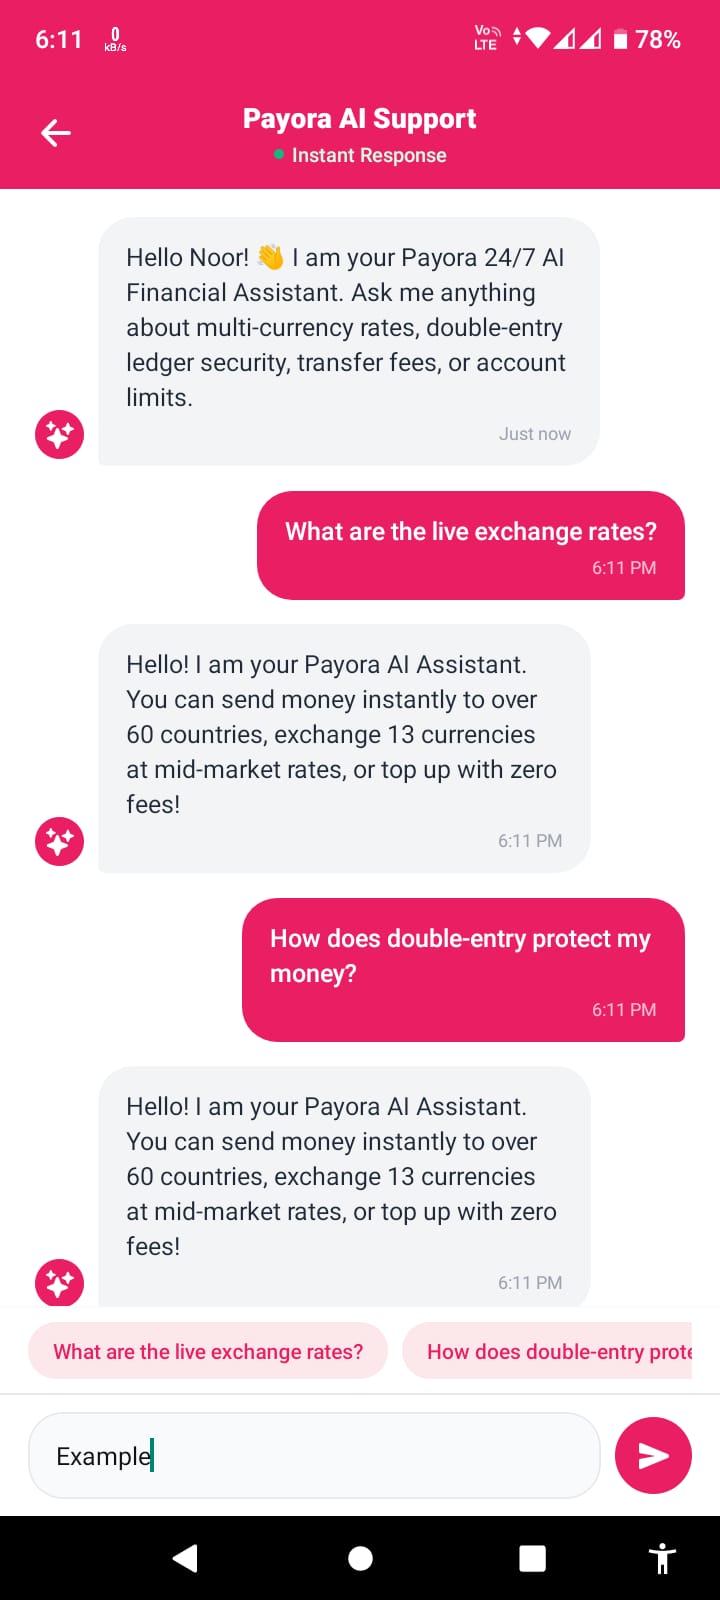 6:11 0 kB/s Vo LTE 78%
Payora AI Support
Instant Response
Hello Noor! 👋 I am your Payora 24/7 AI
Financial Assistant. Ask me anything
about multi-currency rates, double-entry
ledger security, transfer fees, or account
limits.
Just now
What are the live exchange rates?
6:11 PM
Hello! I am your Payora AI Assistant.
You can send money instantly to over
60 countries, exchange 13 currencies
at mid-market rates, or top up with zero
fees!
6:11 PM
How does double-entry protect my
money?
6:11 PM
Hello! I am your Payora AI Assistant.
You can send money instantly to over
60 countries, exchange 13 currencies
at mid-market rates, or top up with zero
fees!
6:11 PM
What are the live exchange rates? How does double-entry prote
Example